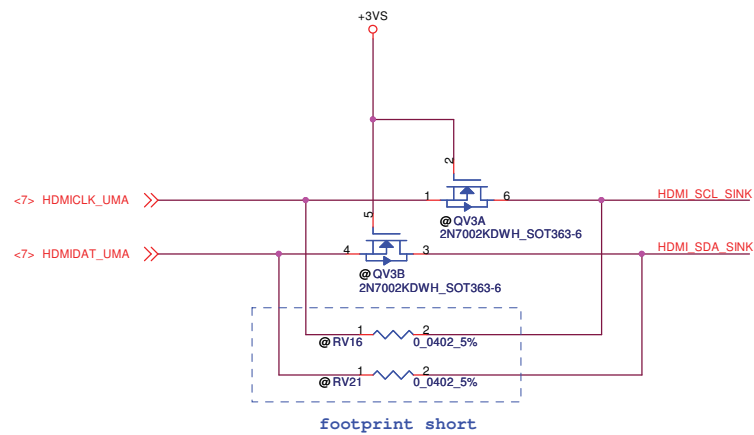 +3VS
2
<7> HDMICLK_UMA
1
6
HDMI_SCL_SINK
@QV3A
2N7002KDWH_SOT363-6
5
<7> HDMIDAT_UMA
4
3
HDMI_SDA_SINK
@QV3B
2N7002KDWH_SOT363-6
1
2
@RV16
0_0402_5%
1
2
@RV21
0_0402_5%
footprint short